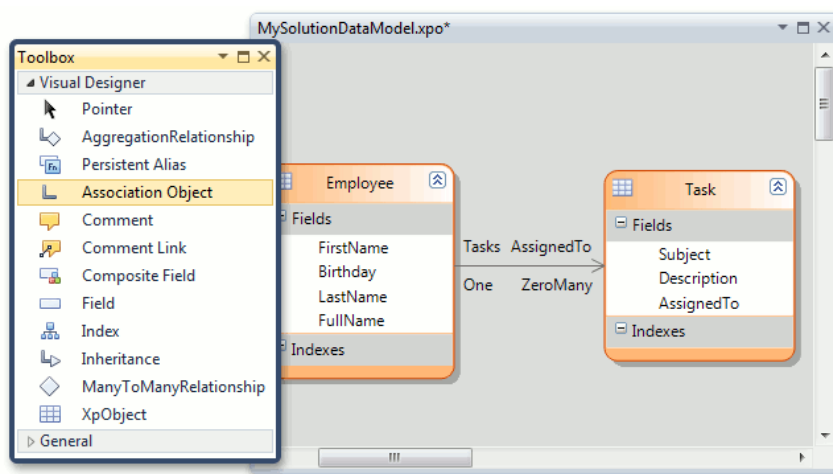 MySolutionDataModel.xpo*
Toolbox
Visual Designer
Pointer
AggregationRelationship
Persistent Alias
Fn
Association Object
Comment
Comment Link
Composite Field
Field
Index
Inheritance
ManyToManyRelationship
XpObject
General
Employee
Fields
FirstName
Birthday
LastName
FullName
Indexes
Tasks AssignedTo
One ZeroMany
Task
Fields
Subject
Description
AssignedTo
Indexes